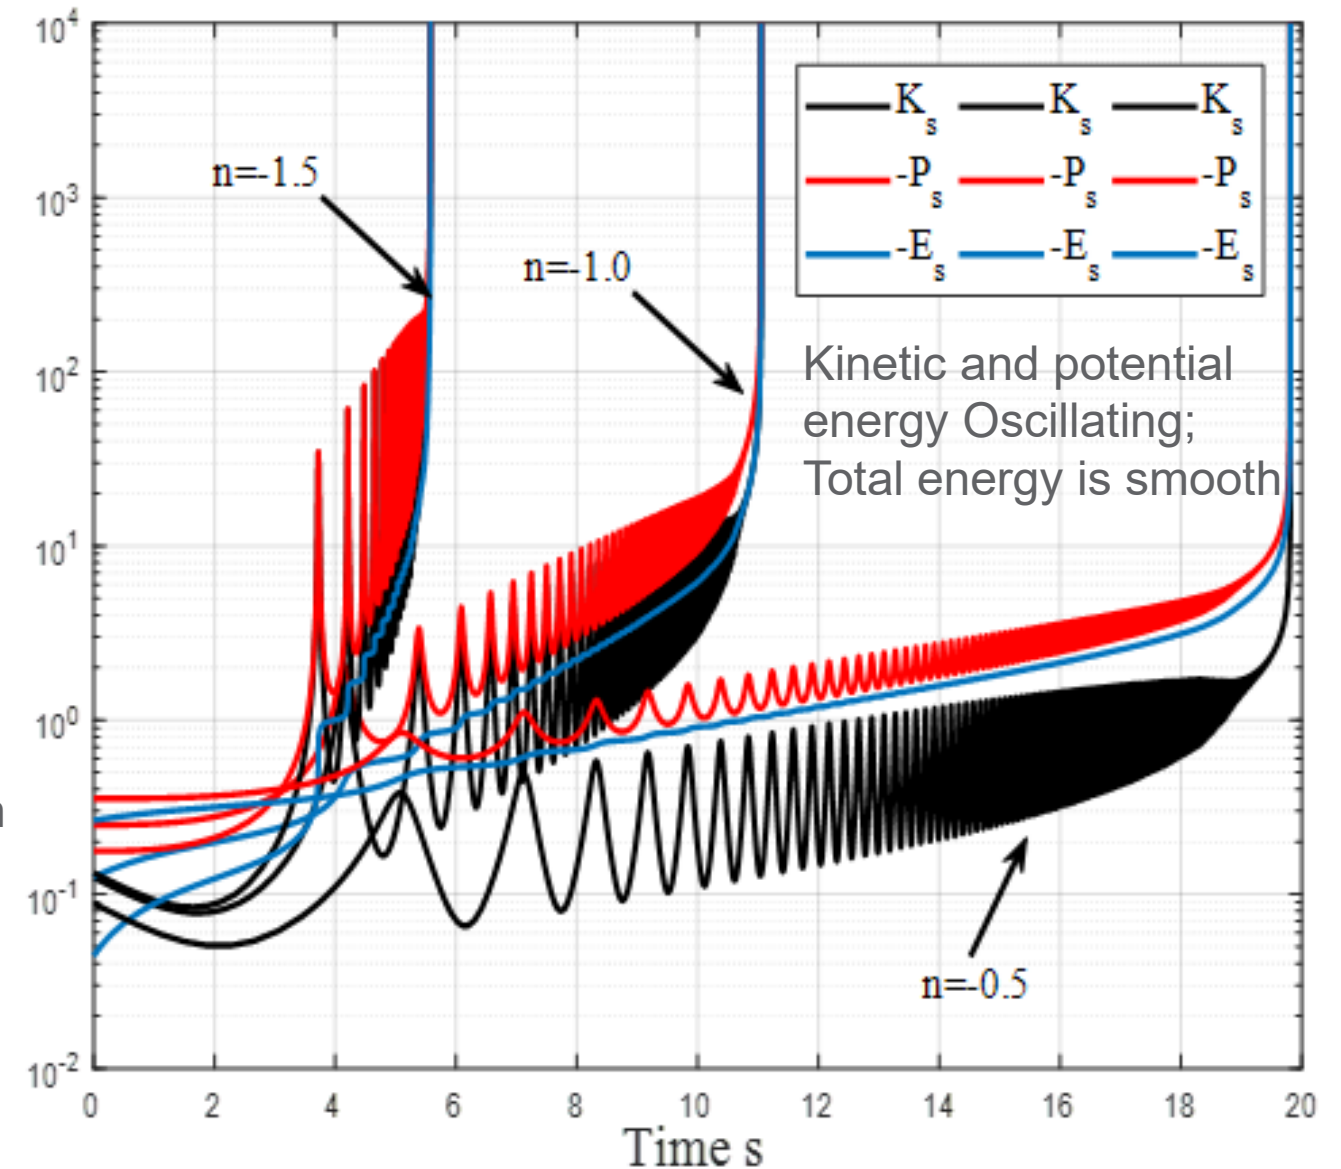 10^4
10^3
10^2
10^1
10^0
10^-1
10^-2
n=-1.5
n=-1.0
K_s K_s K_s
-P_s -P_s -P_s
-E_s -E_s -E_s
Kinetic and potential
energy Oscillating;
Total energy is smooth
n=-0.5
0 2 4 6 8 10 12 14 16 18 20
Time s